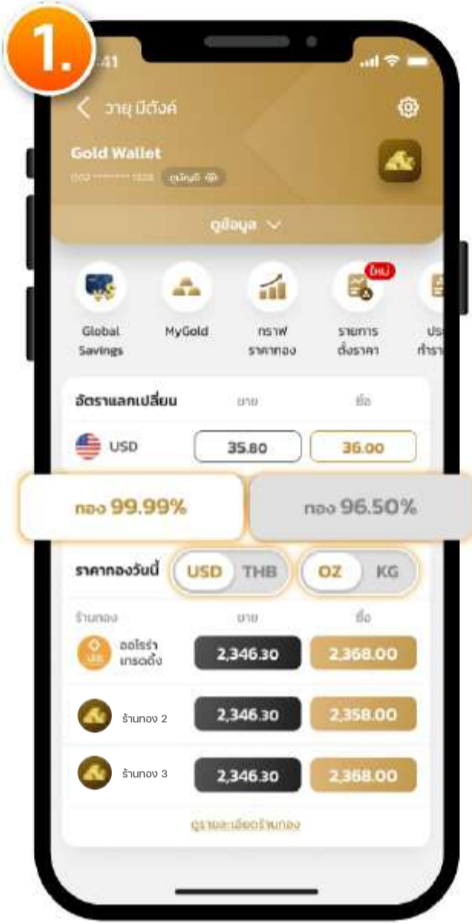 1.
41
วายุ มีตังค์
Gold Wallet
ดูบัญชี
ดูข้อมูล
ใหม่
Global Savings
MyGold
กราฟ ราคาทอง
รายการ ตั้งราคา
อัตราแลกเปลี่ยน ขาย ซื้อ
USD 35.80 36.00
ทอง 99.99% ทอง 96.50%
ราคาทองวันนี้ USD THB OZ KG
ร้านทอง ขาย ซื้อ
ออโรร่า เทรดดิ้ง 2,346.30 2,368.00
ร้านทอง 2 2,346.30 2,358.00
ร้านทอง 3 2,346.30 2,368.00
ดูรายละเอียดร้านทอง